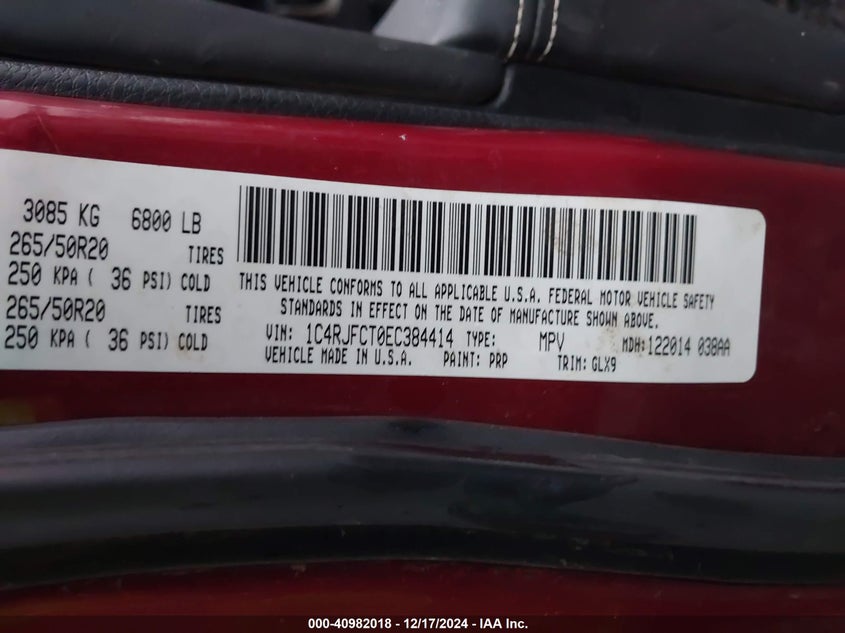 3085 KG 6800 LB
265/50R20 TIRES
250 KPA ( 36 PSI) COLD
265/50R20 TIRES
250 KPA ( 36 PSI) COLD
THIS VEHICLE CONFORMS TO ALL APPLICABLE U.S.A. FEDERAL MOTOR VEHICLE SAFETY
STANDARDS IN EFFECT ON THE DATE OF MANUFACTURE SHOWN ABOVE.
VIN: 1C4RJFCT0EC384414 TYPE: MPV MDH:122014 038AA
VEHICLE MADE IN U.S.A. PAINT: PRP TRIM: GLX9
000-40982018 - 12/17/2024 - IAA Inc.